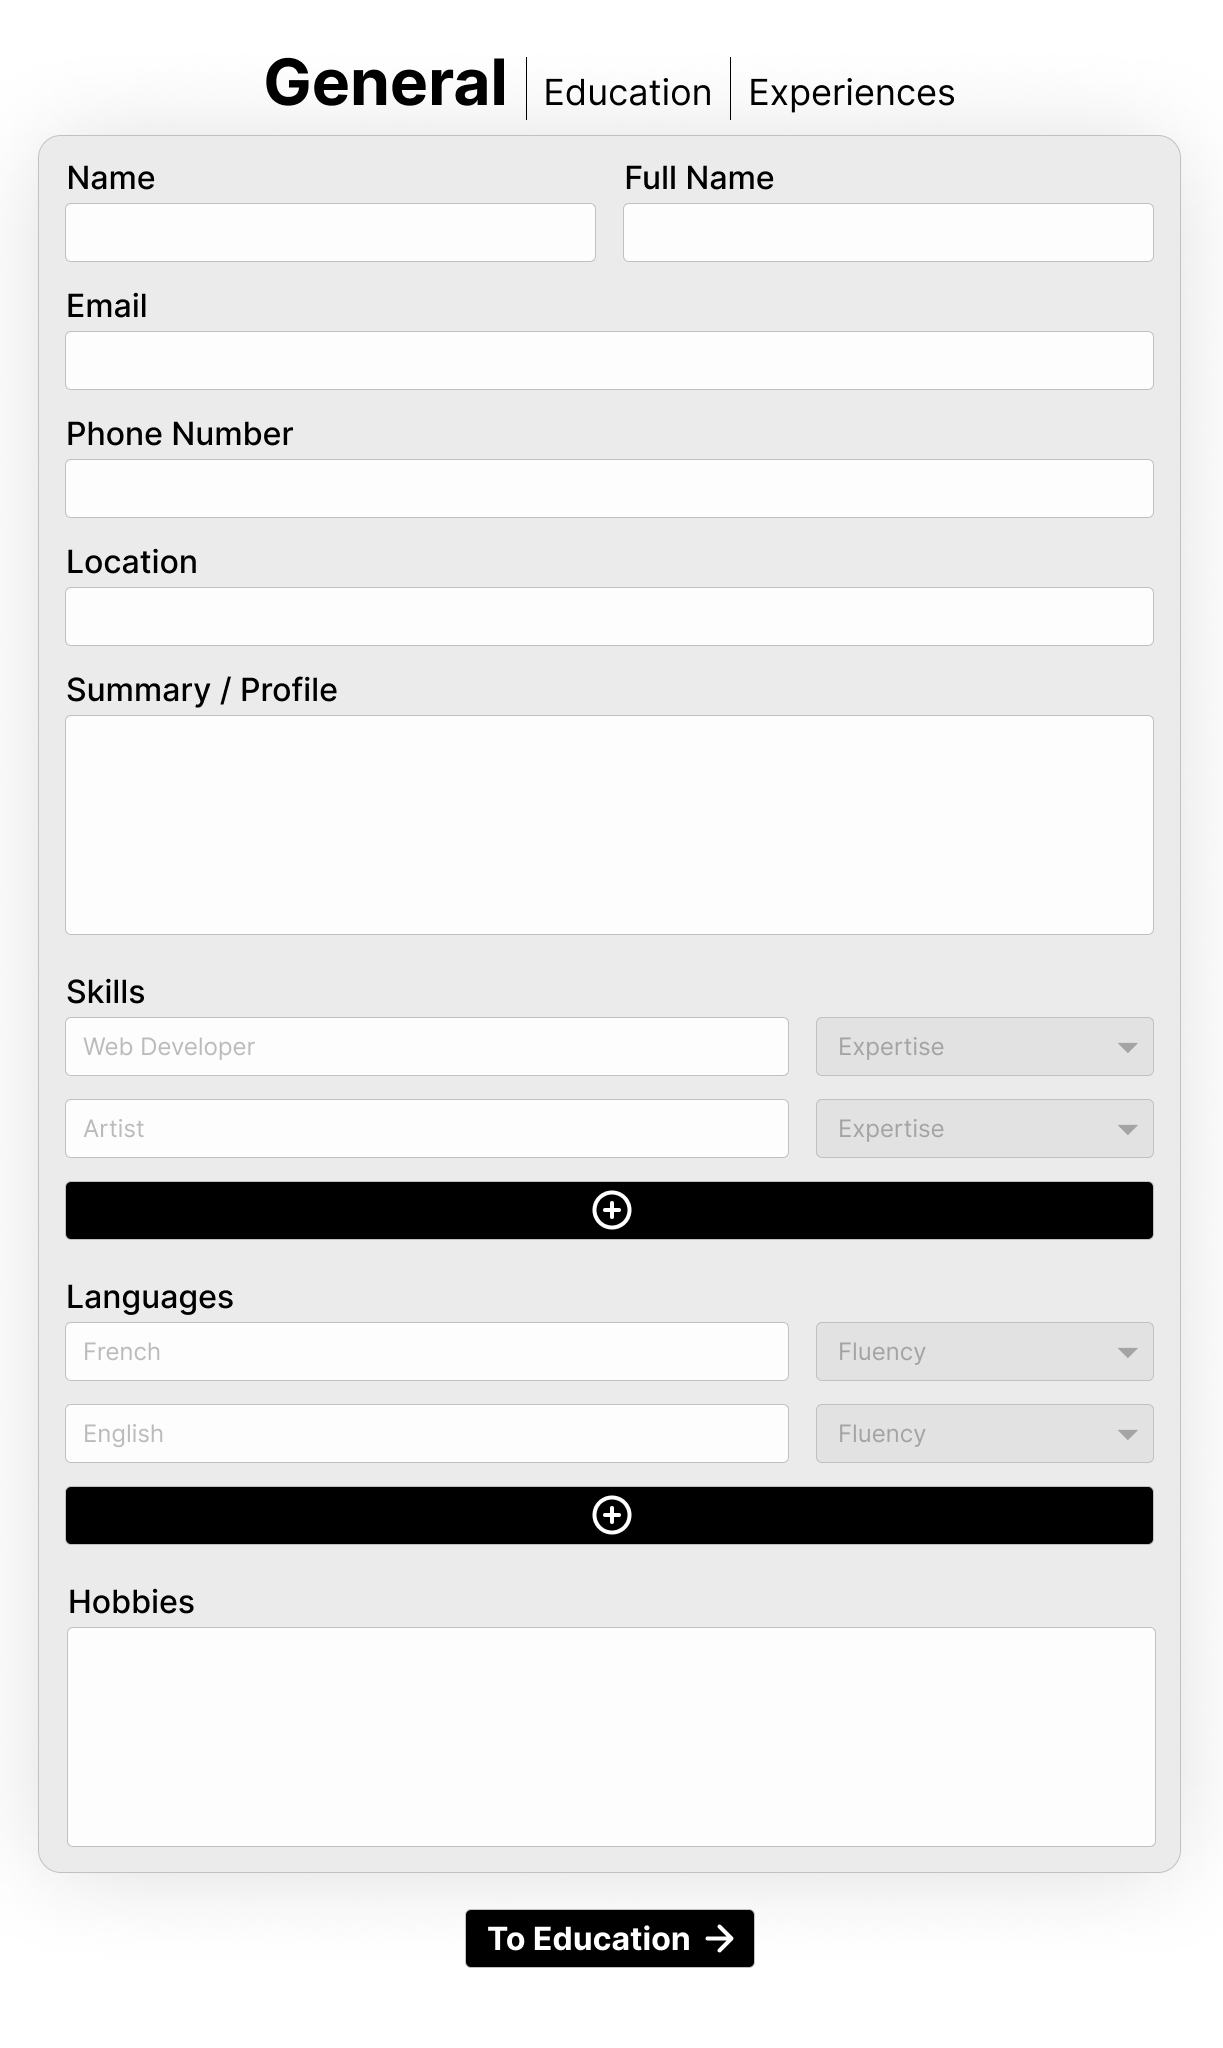 General Education Experiences
Name Full Name
Email
Phone Number
Location
Summary / Profile
Skills
Web Developer Expertise
Artist Expertise
Languages
French Fluency
English Fluency
Hobbies
To Education →